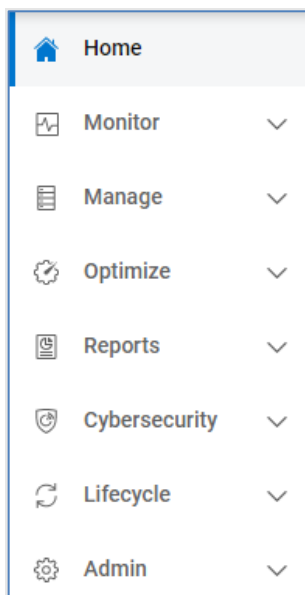 Home
Monitor
Manage
Optimize
Reports
Cybersecurity
Lifecycle
Admin